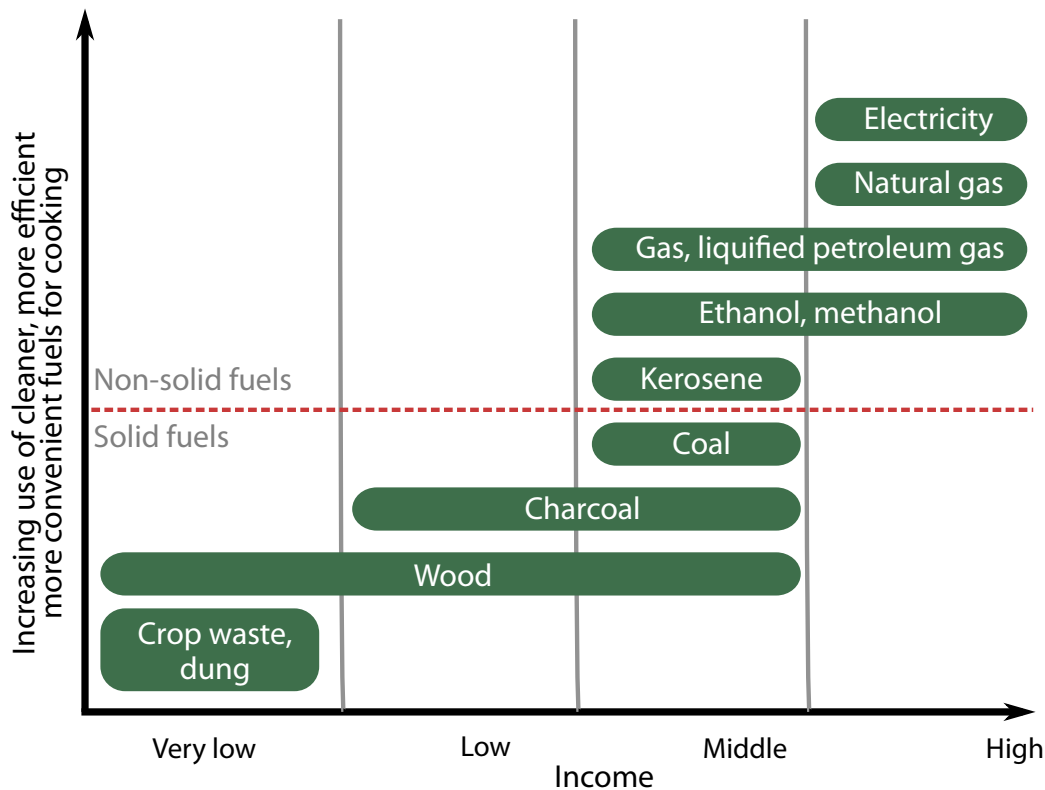 Increasing use of cleaner, more efficient
more convenient fuels for cooking
Electricity
Natural gas
Gas, liquified petroleum gas
Ethanol, methanol
Kerosene
Non-solid fuels
Solid fuels
Coal
Charcoal
Wood
Crop waste,
dung
Very low
Low
Middle
High
Income